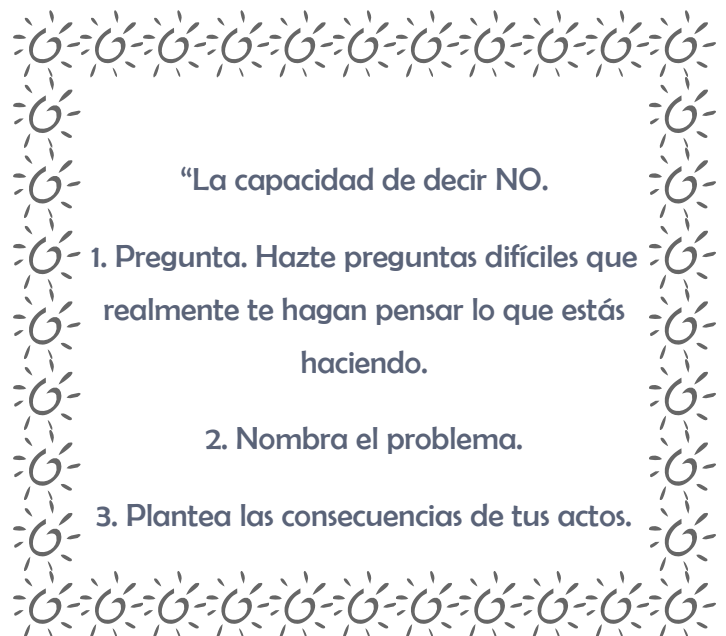 “La capacidad de decir NO.
1. Pregunta. Hazte preguntas difíciles que
realmente te hagan pensar lo que estás
haciendo.
2. Nombra el problema.
3. Plantea las consecuencias de tus actos.